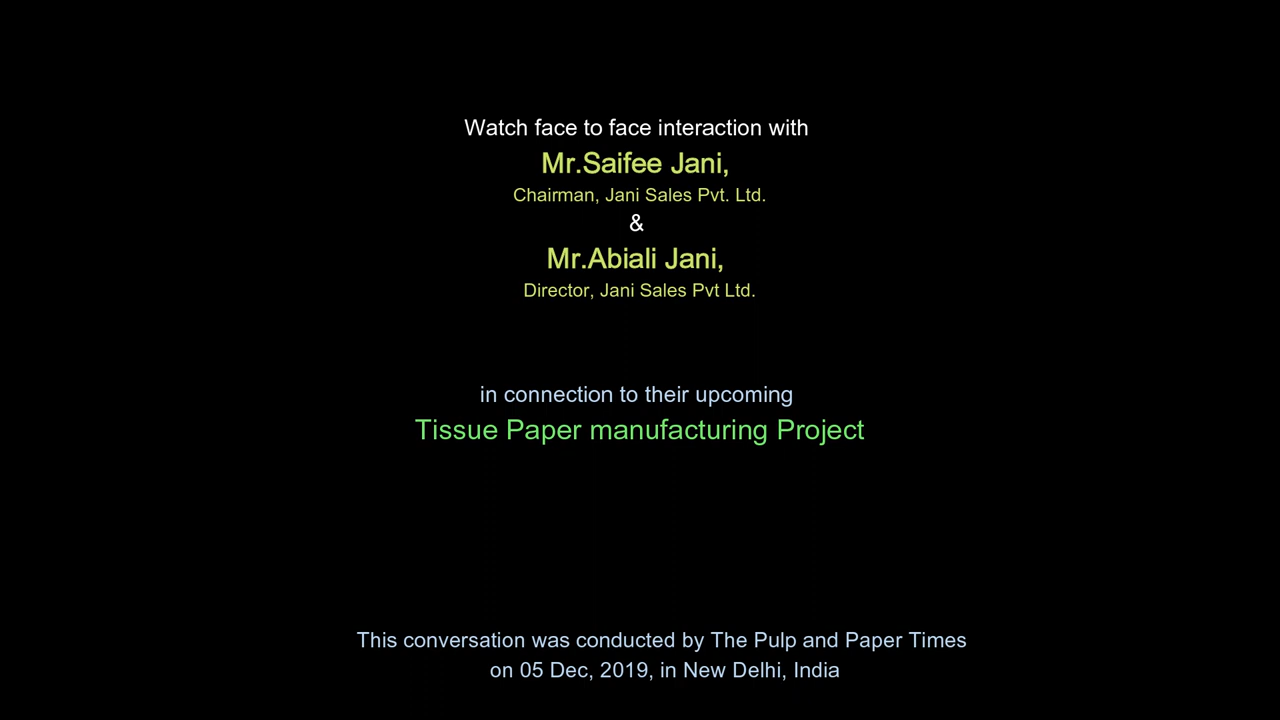 Watch face to face interaction with
Mr.Saifee Jani,
Chairman, Jani Sales Pvt. Ltd.
&
Mr.Abiali Jani,
Director, Jani Sales Pvt Ltd.
in connection to their upcoming
Tissue Paper manufacturing Project
This conversation was conducted by The Pulp and Paper Times
on 05 Dec, 2019, in New Delhi, India